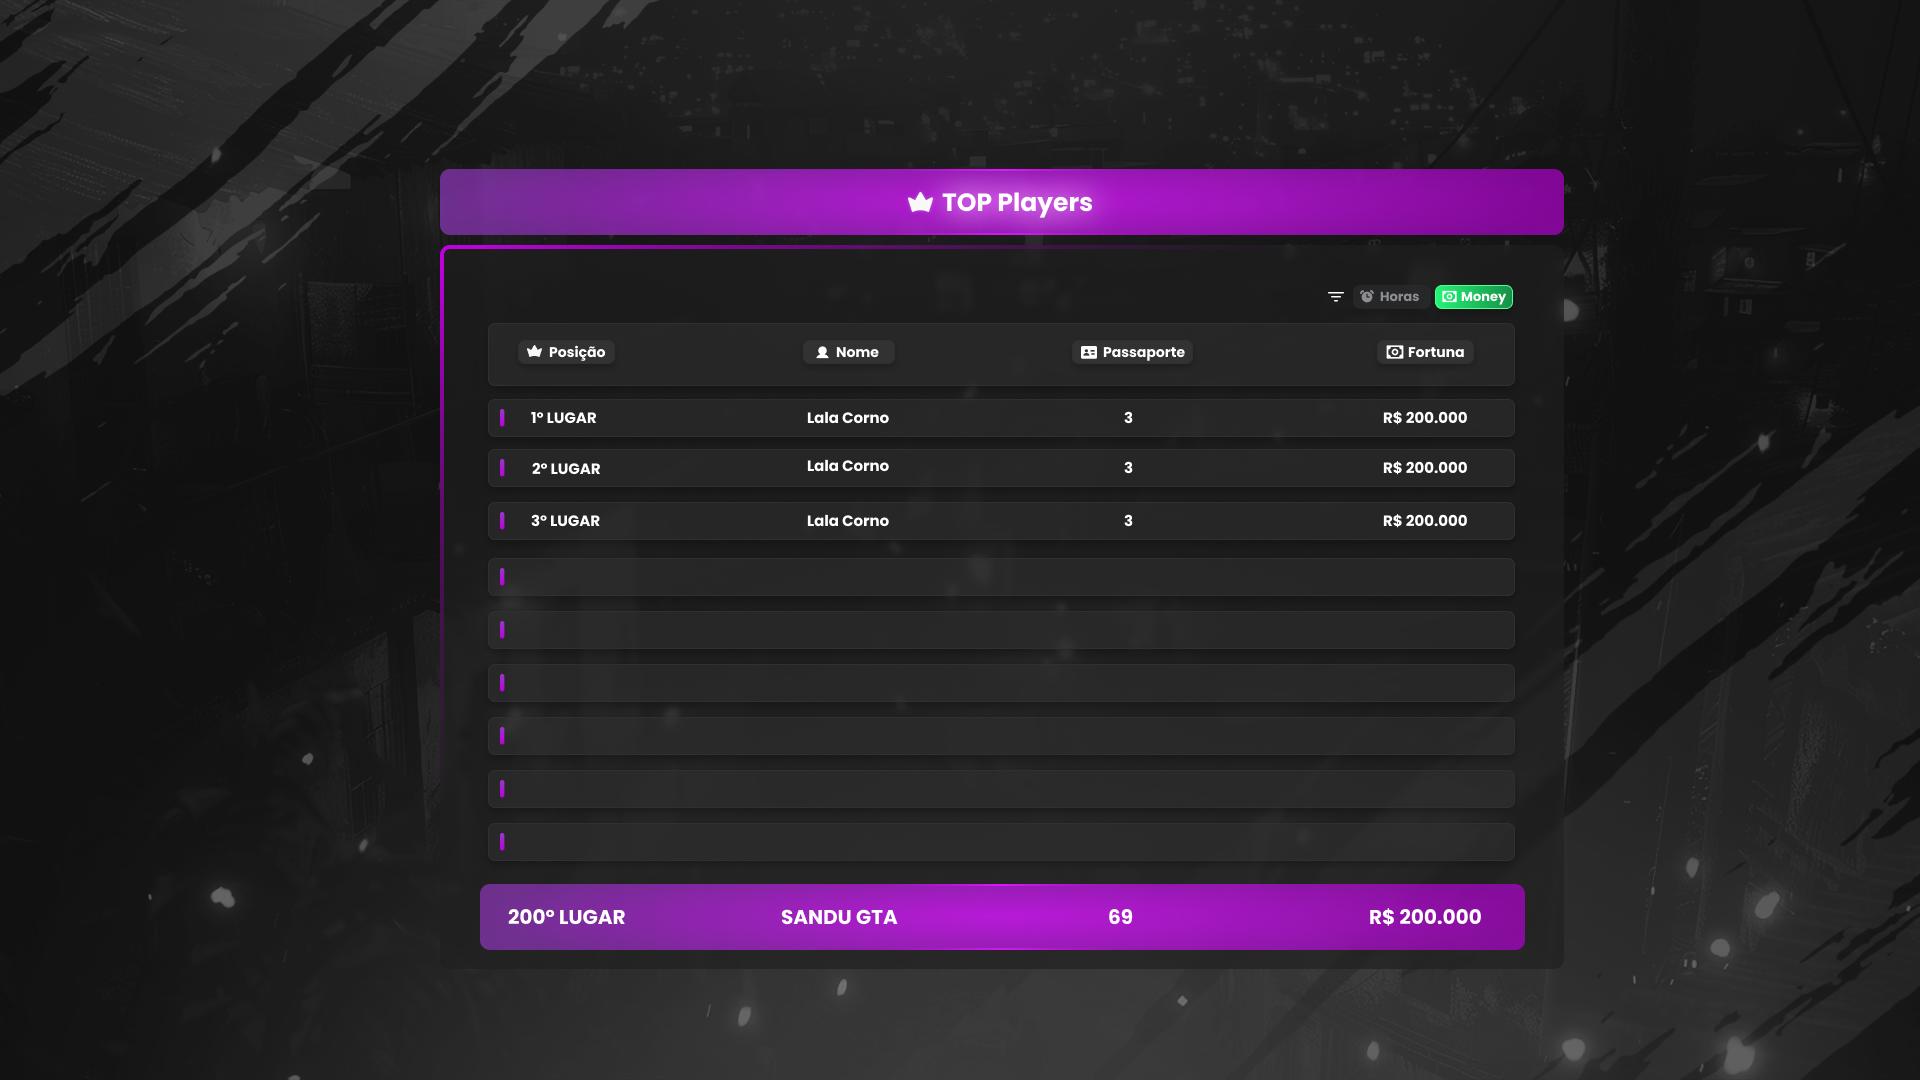 TOP Players
Horas Money
Posição Nome Passaporte Fortuna
1º LUGAR Lala Corno 3 R$ 200.000
2º LUGAR Lala Corno 3 R$ 200.000
3º LUGAR Lala Corno 3 R$ 200.000
200º LUGAR SANDU GTA 69 R$ 200.000